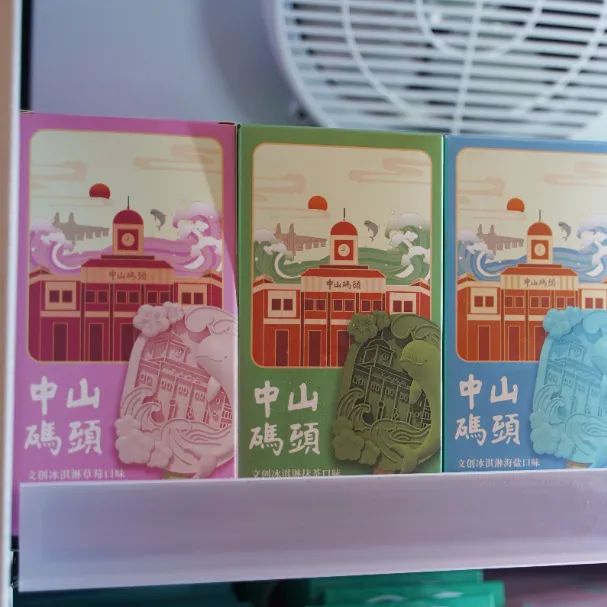 中山碼頭
中山
碼頭
文创冰淇淋草莓口味
中山碼頭
中山
碼頭
文创冰淇淋抹茶口味
中山碼頭
中山
碼頭
文创冰淇淋海盐口味